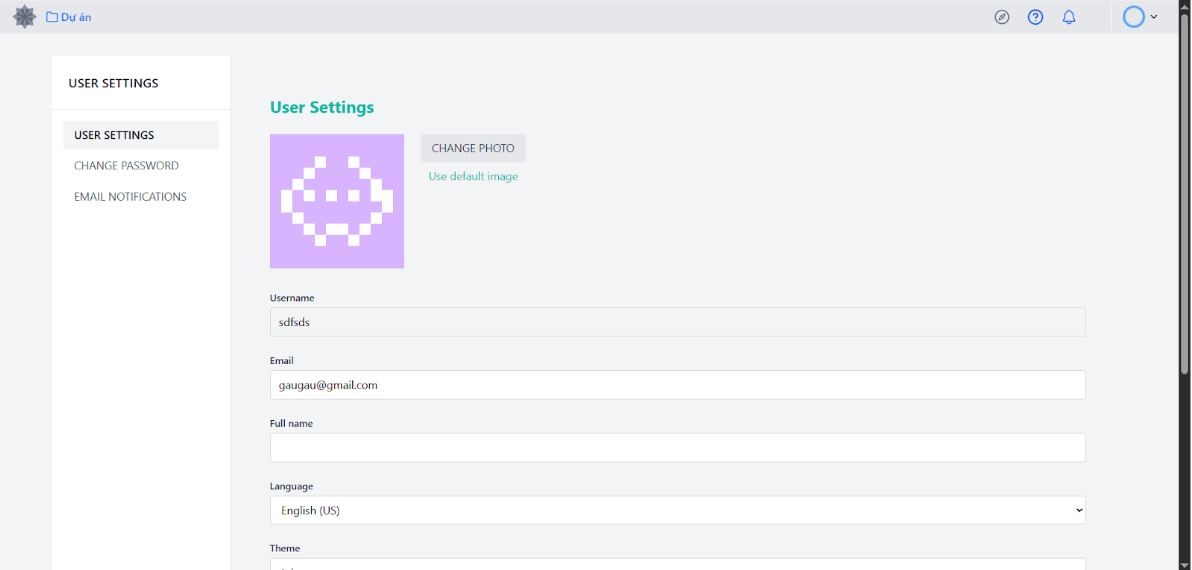 Dự án
USER SETTINGS
USER SETTINGS
CHANGE PASSWORD
EMAIL NOTIFICATIONS
User Settings
CHANGE PHOTO
Use default image
Username
sdfsds
Email
gaugau@gmail.com
Full name
Language
English (US)
Theme